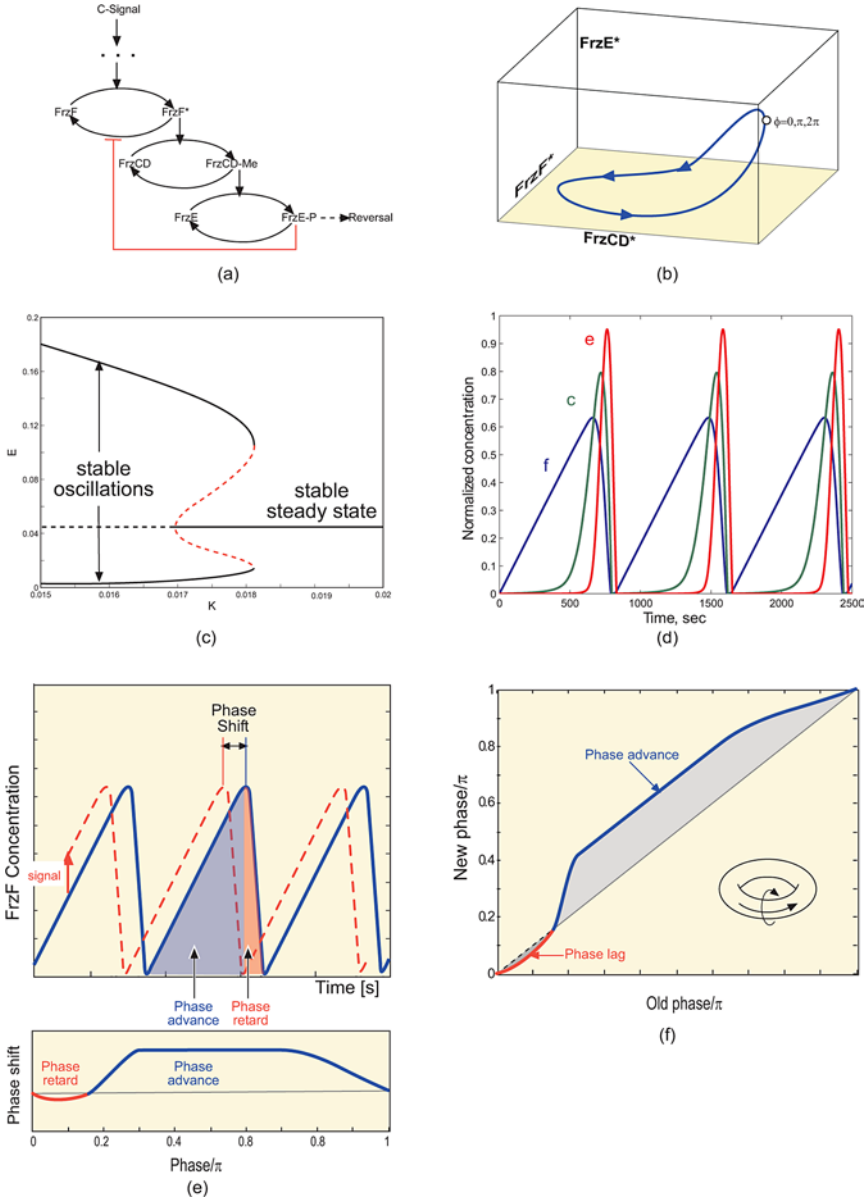 C-Signal
. . .
FrzF
FrzF*
FrzCD
FrzCD-Me
FrzE
FrzE-P
Reversal
(a)
FrzE*
ϕ=0,π,2π
FrzF*
FrzCD*
(b)
0.2
0.16
0.12
0.08
0.04
0
E
stable
oscillations
stable
steady state
0.015
0.016
0.017
0.018
0.019
0.02
K
(c)
1
0.9
0.8
0.7
0.6
0.5
0.4
0.3
0.2
0.1
0
Normalized concentration
e
c
f
0
500
1000
1500
2000
2500
Time, sec
(d)
Phase
Shift
FrzF Concentration
signal
Time [s]
Phase
advance
Phase
retard
Phase shift
Phase
retard
Phase
advance
0
0.2
0.4
0.6
0.8
1
Phase/π
(e)
1
0.8
0.6
0.4
0.2
0
New phase/π
Phase advance
Phase lag
Old phase/π
(f)